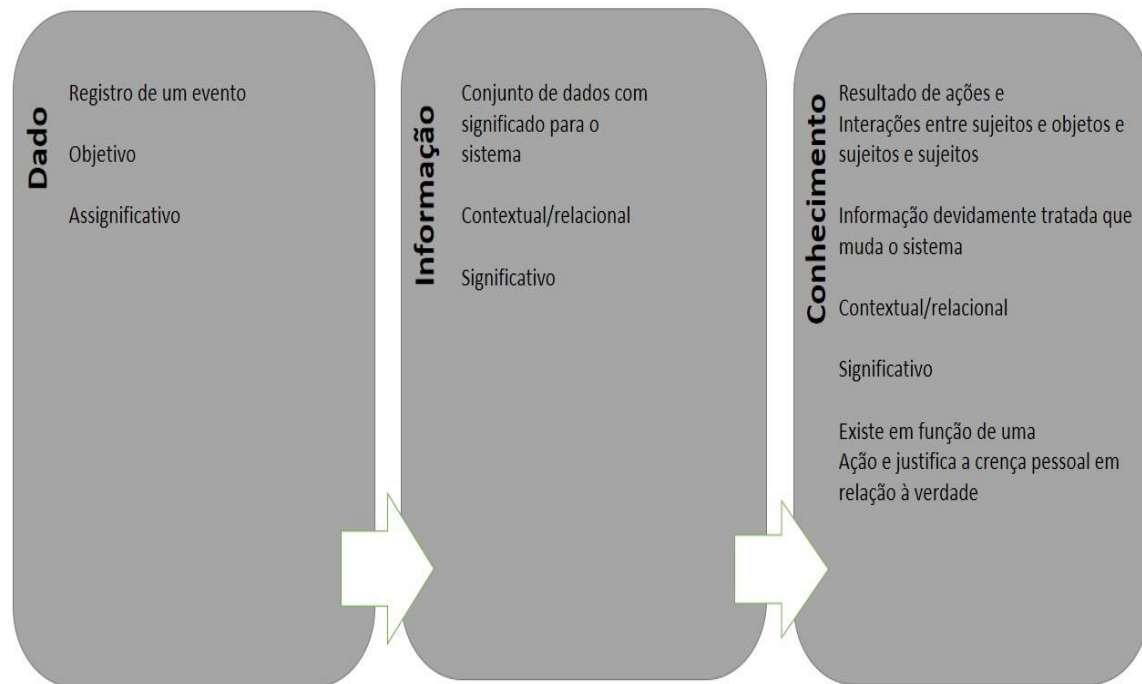 Dado
Registro de um evento
Objetivo
Assignificativo
Informação
Conjunto de dados com
significado para o
sistema
Contextual/relacional
Significativo
Conhecimento
Resultado de ações e
Interações entre sujeitos e objetos e
sujeitos e sujeitos
Informação devidamente tratada que
muda o sistema
Contextual/relacional
Significativo
Existe em função de uma
Ação e justifica a crença pessoal em
relação à verdade